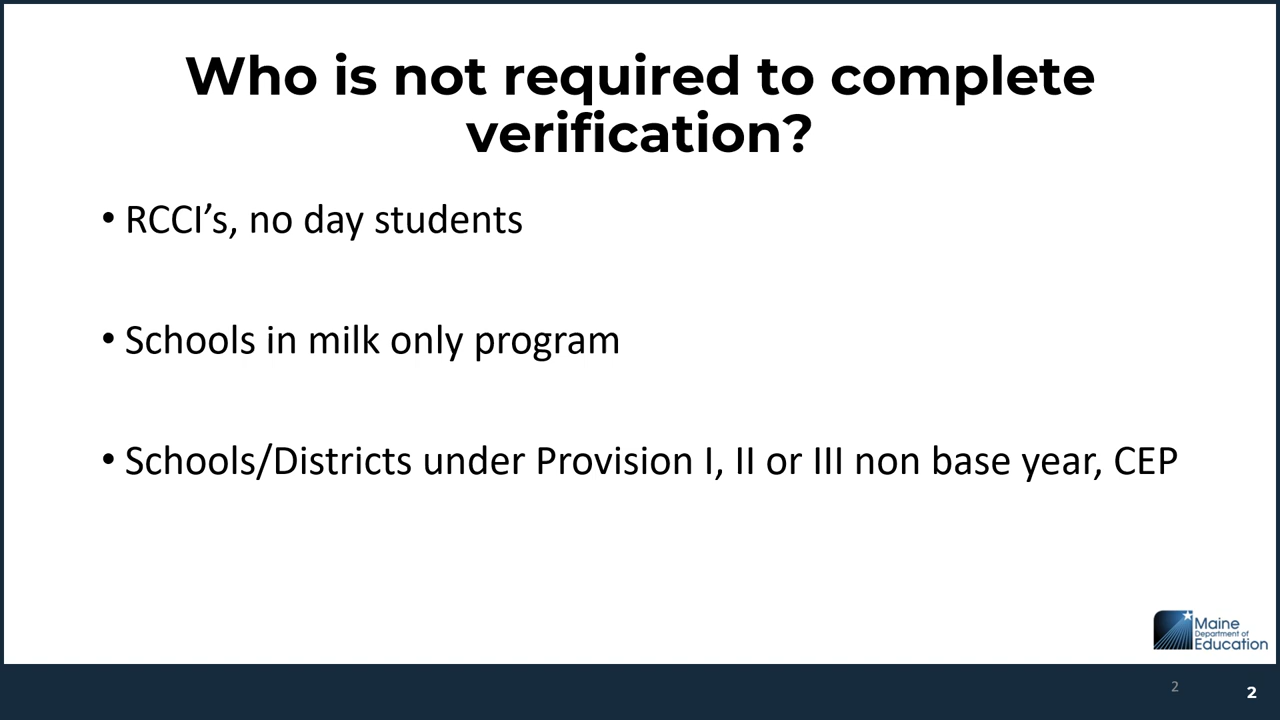 Who is not required to complete
verification?
• RCCI’s, no day students
• Schools in milk only program
• Schools/Districts under Provision I, II or III non base year, CEP
Maine
Department of
Education
2
2